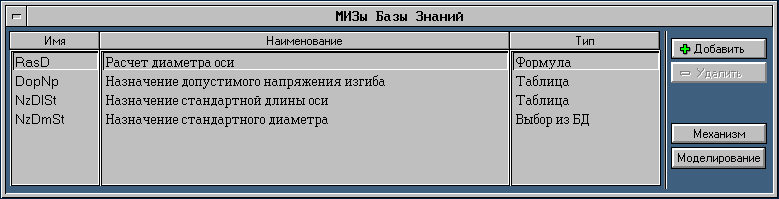 МИЗы Базы Знаний
Имя Наименование Тип
RasD Расчет диаметра оси Формула
DopNp Назначение допустимого напряжения изгиба Таблица
NzDlSt Назначение стандартной длины оси Таблица
NzDmSt Назначение стандартного диаметра Выбор из БД
Добавить
Удалить
Механизм
Моделирование